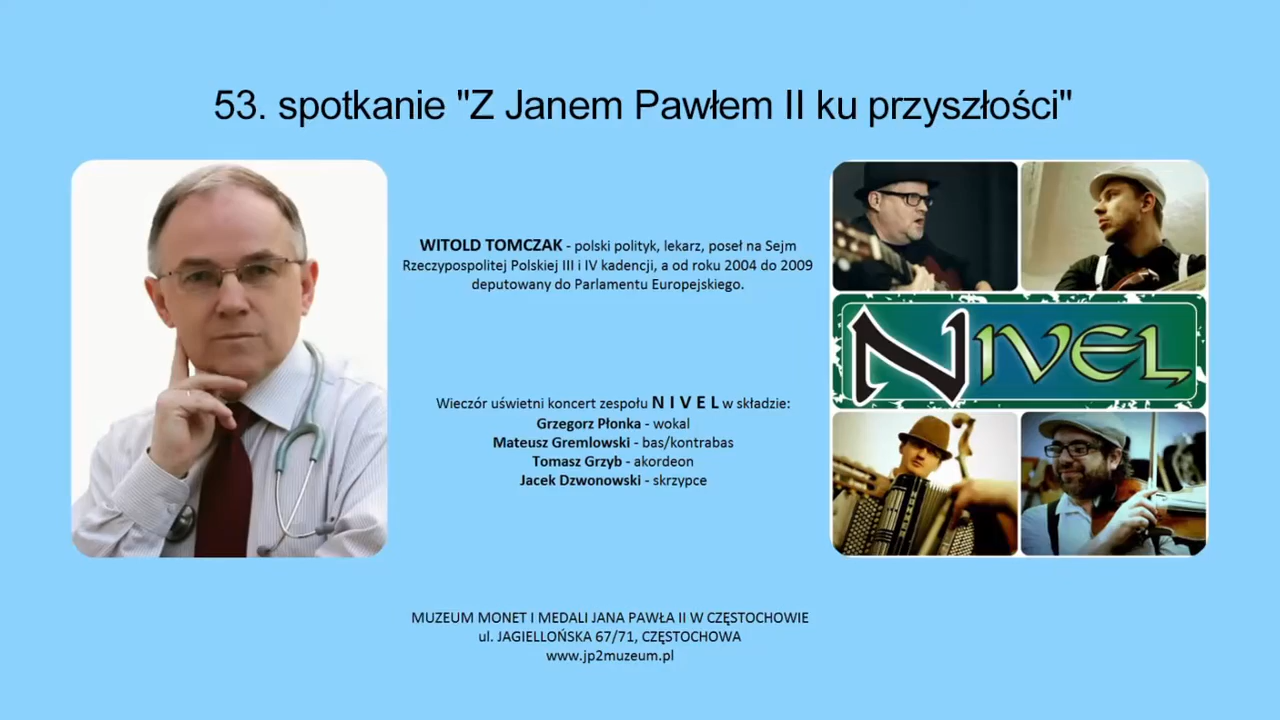 53. spotkanie "Z Janem Pawłem II ku przyszłości"
WITOLD TOMCZAK - polski polityk, lekarz, poseł na Sejm
Rzeczypospolitej Polskiej III i IV kadencji, a od roku 2004 do 2009
deputowany do Parlamentu Europejskiego.
NIVEL
Wieczór uświetni koncert zespołu N I V E L w składzie:
Grzegorz Płonka - wokal
Mateusz Gremlowski - bas/kontrabas
Tomasz Grzyb - akordeon
Jacek Dzwonowski - skrzypce
MUZEUM MONET I MEDALI JANA PAWŁA II W CZĘSTOCHOWIE
ul. JAGIELLOŃSKA 67/71, CZĘSTOCHOWA
www.jp2muzeum.pl